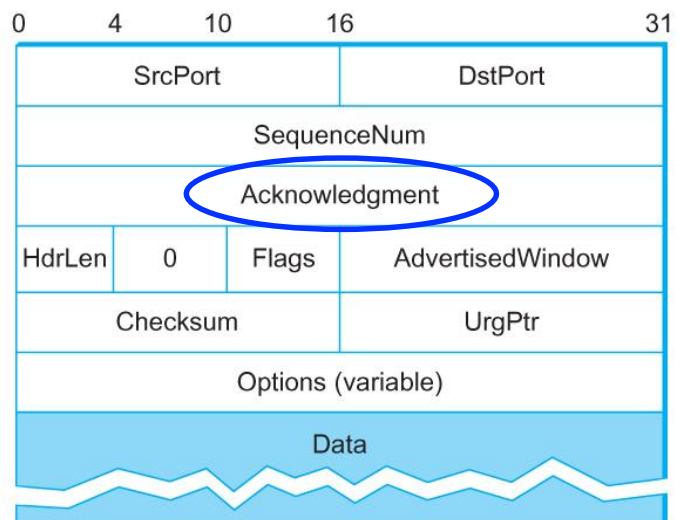 0 4 10 16 31
SrcPort DstPort
SequenceNum
Acknowledgment
HdrLen 0 Flags AdvertisedWindow
Checksum UrgPtr
Options (variable)
Data